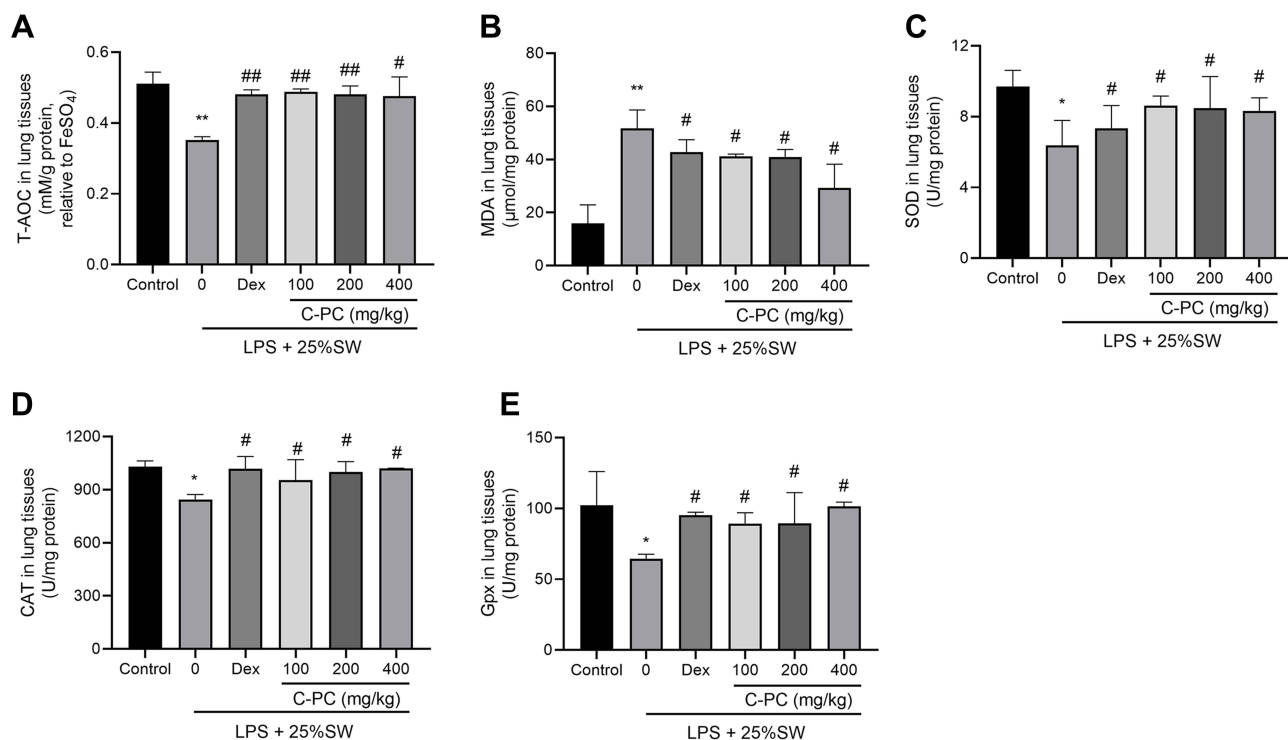 A
T-AOC in lung tissues
(mM/g protein,
relative to FeSO4)
0.6
0.4
0.2
0.0
**
##
##
##
#
Control
0
Dex
100
200
400
C-PC (mg/kg)
LPS + 25%SW
B
MDA in lung tissues
(μmol/mg protein)
80
60
40
20
0
**
#
#
#
#
Control
0
Dex
100
200
400
C-PC (mg/kg)
LPS + 25%SW
C
SOD in lung tissues
(U/mg protein)
12
8
4
0
*
#
#
#
#
Control
0
Dex
100
200
400
C-PC (mg/kg)
LPS + 25%SW
D
CAT in lung tissues
(U/mg protein)
1200
900
600
300
0
*
#
#
#
#
Control
0
Dex
100
200
400
C-PC (mg/kg)
LPS + 25%SW
E
Gpx in lung tissues
(U/mg protein)
150
100
50
0
*
#
#
#
#
Control
0
Dex
100
200
400
C-PC (mg/kg)
LPS + 25%SW